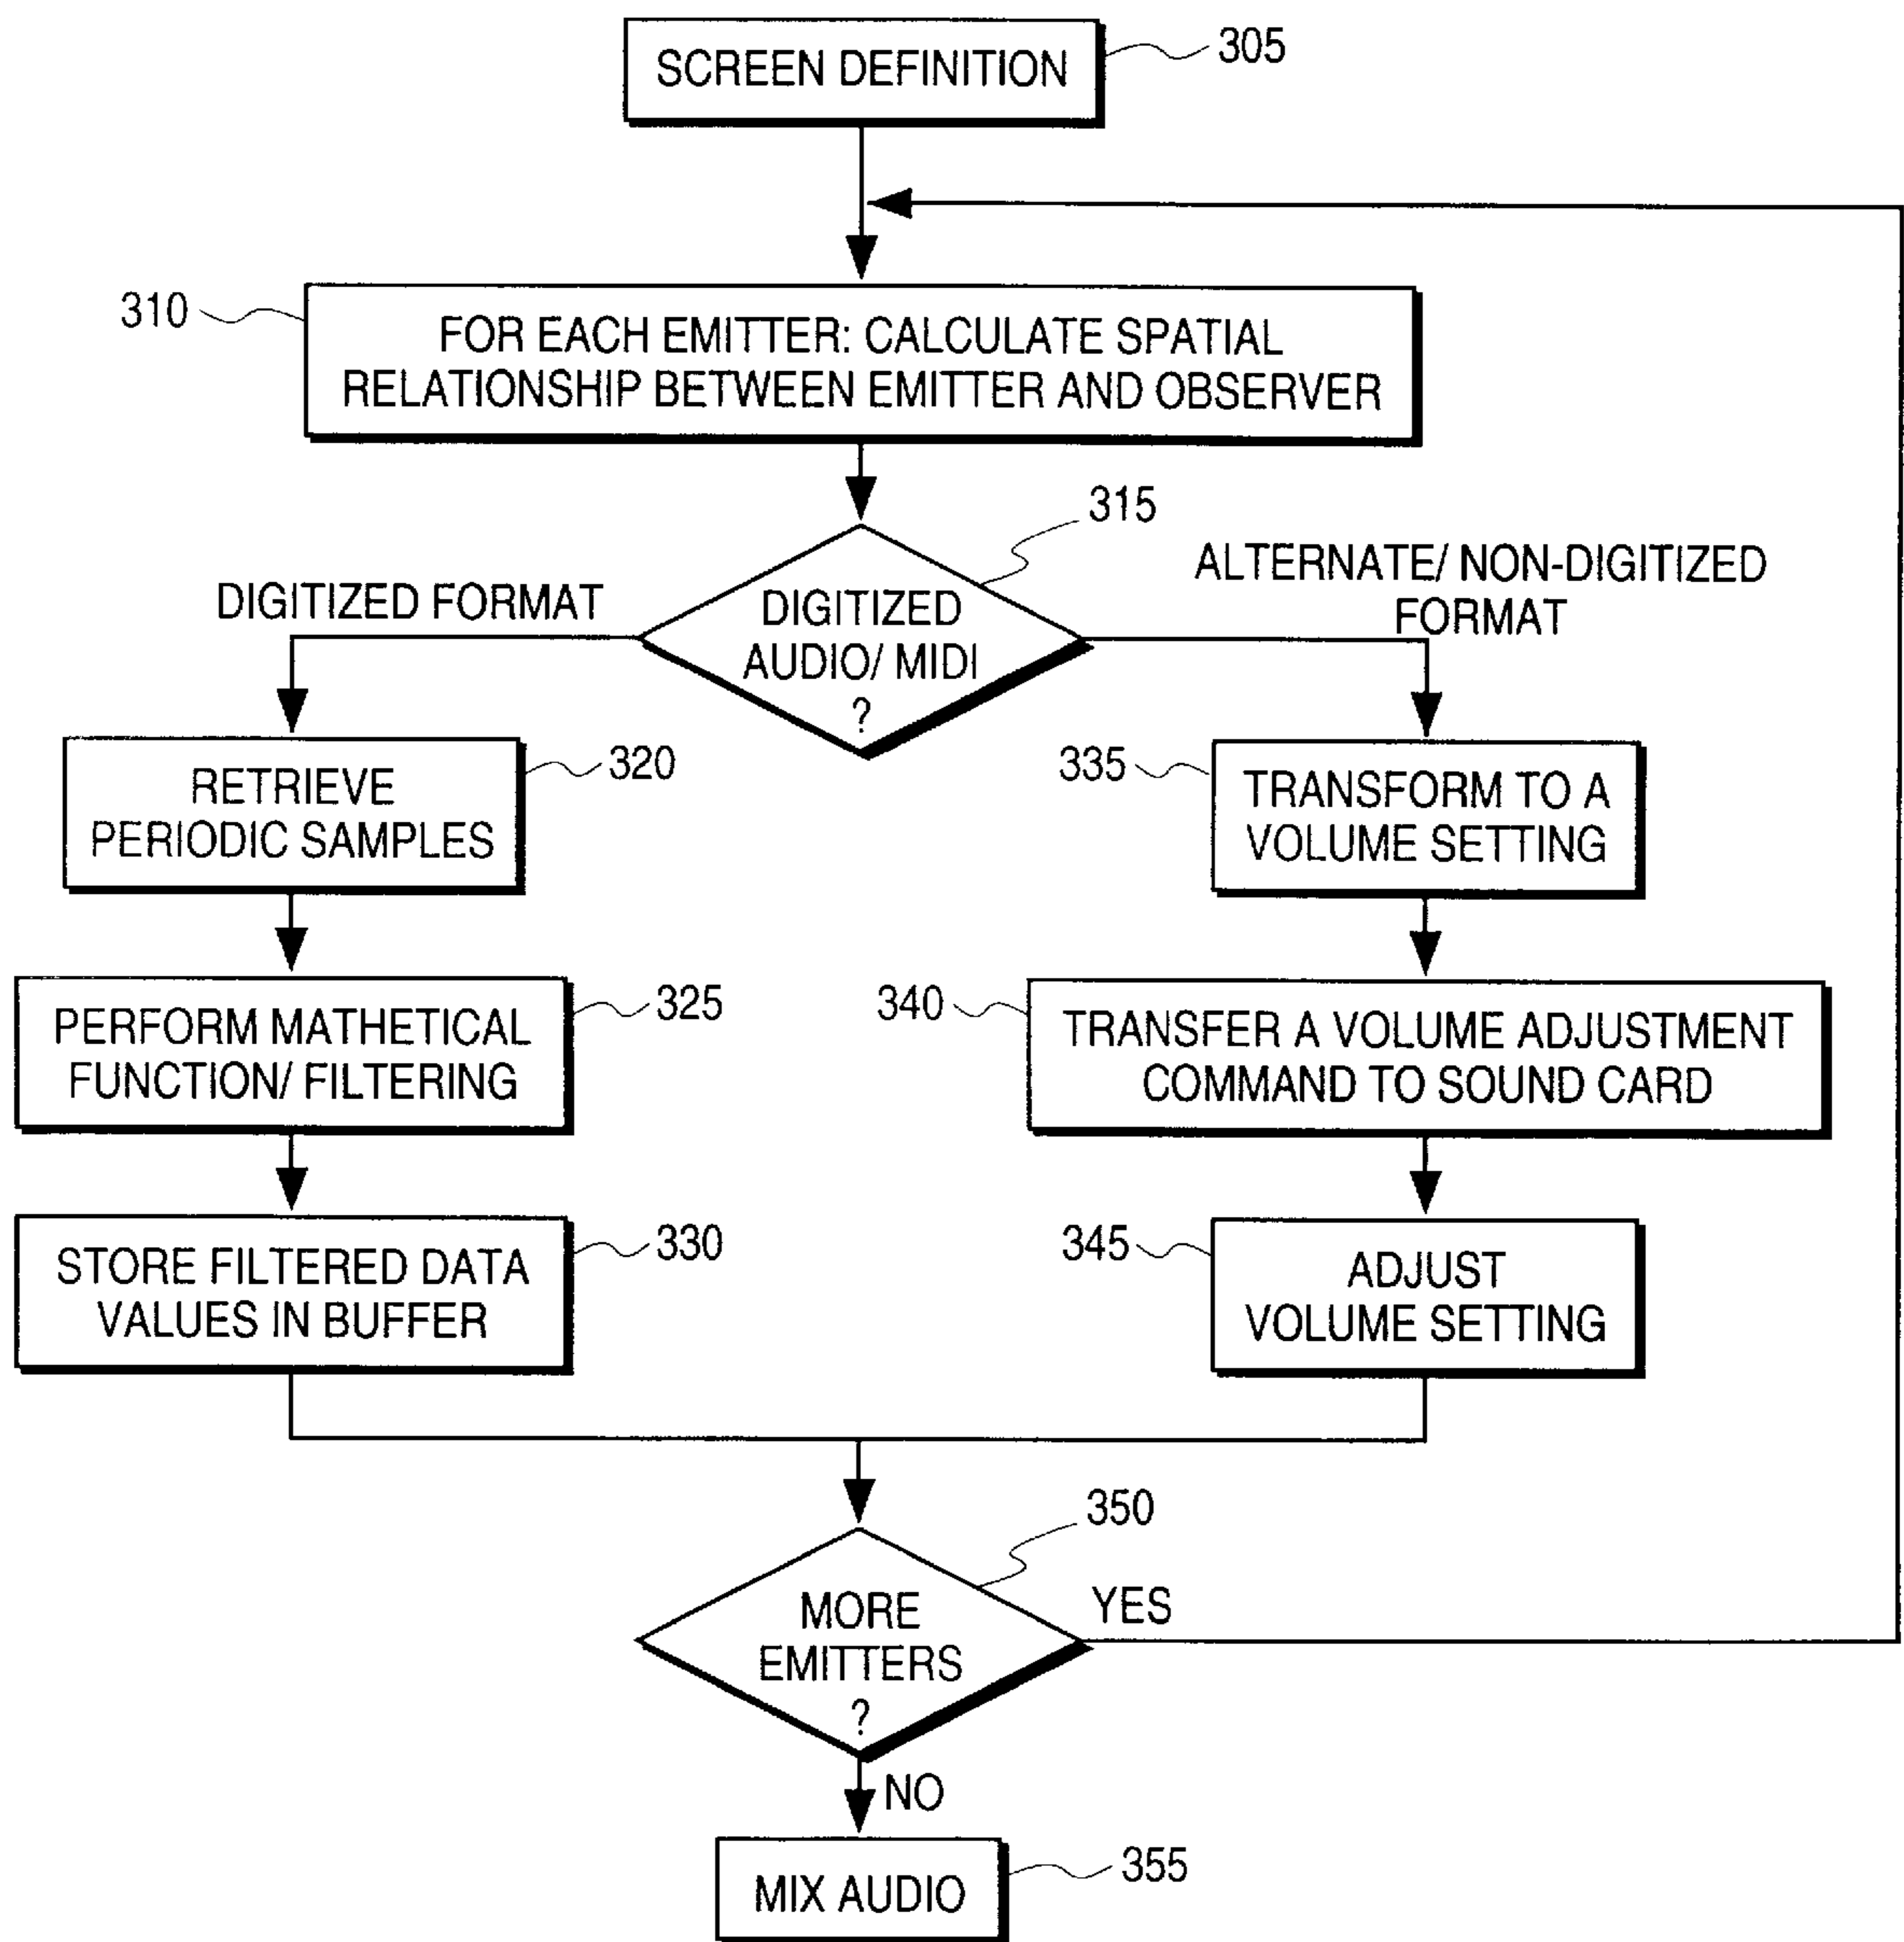 SCREEN DEFINITION
305
310
FOR EACH EMITTER: CALCULATE SPATIAL
RELATIONSHIP BETWEEN EMITTER AND OBSERVER
315
DIGITIZED FORMAT
DIGITIZED
AUDIO/ MIDI
?
ALTERNATE/ NON-DIGITIZED
FORMAT
RETRIEVE
PERIODIC SAMPLES
320
335
TRANSFORM TO A
VOLUME SETTING
PERFORM MATHETICAL
FUNCTION/ FILTERING
325
340
TRANSFER A VOLUME ADJUSTMENT
COMMAND TO SOUND CARD
STORE FILTERED DATA
VALUES IN BUFFER
330
345
ADJUST
VOLUME SETTING
350
MORE
EMITTERS
?
YES
NO
MIX AUDIO
355